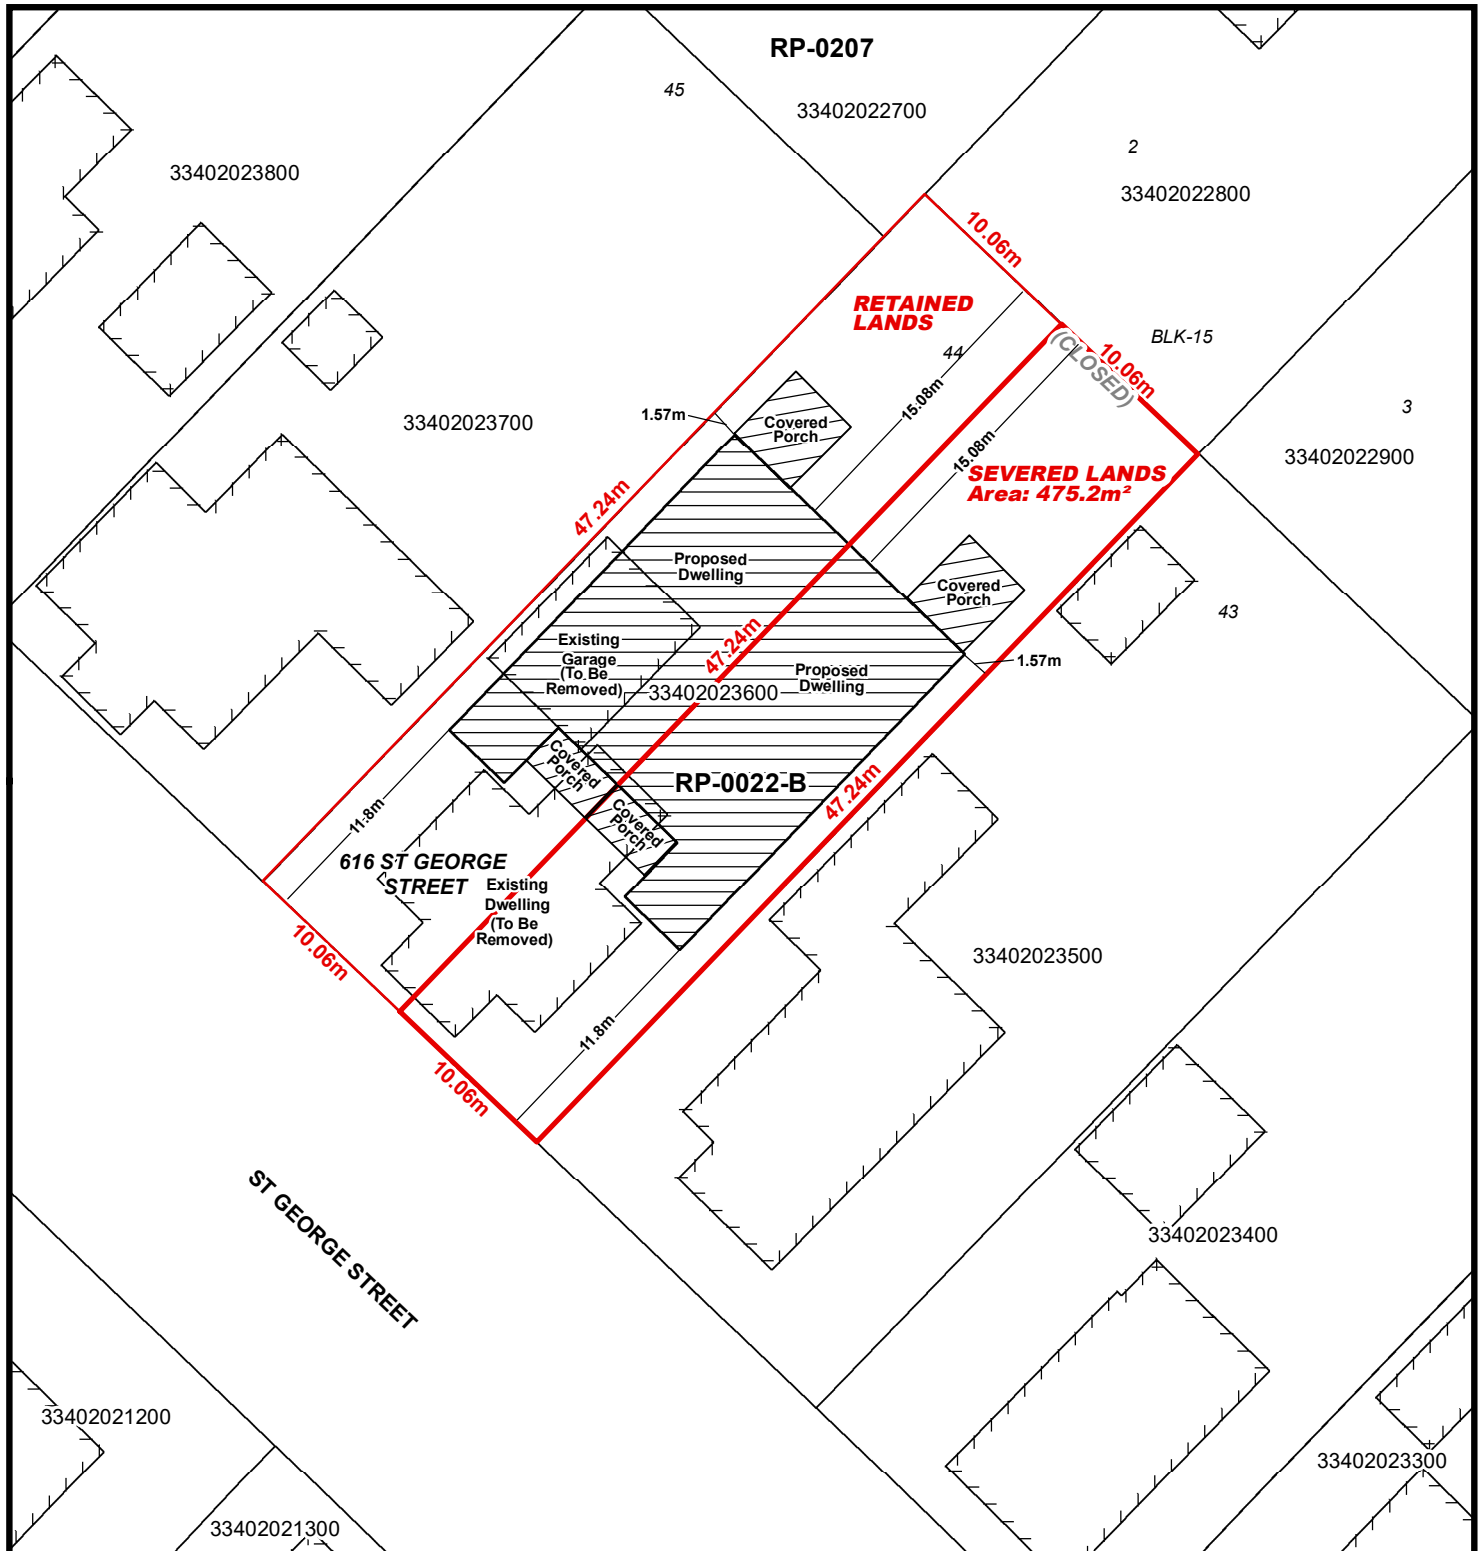 RP-0207
45
33402022700
2
33402023800
33402022800
10.06m
RETAINED
LANDS
(CLOSED)
BLK-15
44
10.06m
15.08m
1.57m
33402023700
Covered
Porch
3
15.08m
33402022900
SEVERED LANDS
Area: 475.2m²
47.24m
Proposed
Dwelling
Covered
Porch
43
Existing
Garage
(To Be
Removed)
47.24m
1.57m
Proposed
Dwelling
33402023600
Covered
Porch
RP-0022-B
47.24m
11.8m
Covered
Porch
616 ST GEORGE
STREET
Existing
Dwelling
(To Be
Removed)
10.06m
33402023500
11.8m
10.06m
ST GEORGE STREET
33402023400
33402021200
33402023300
33402021300